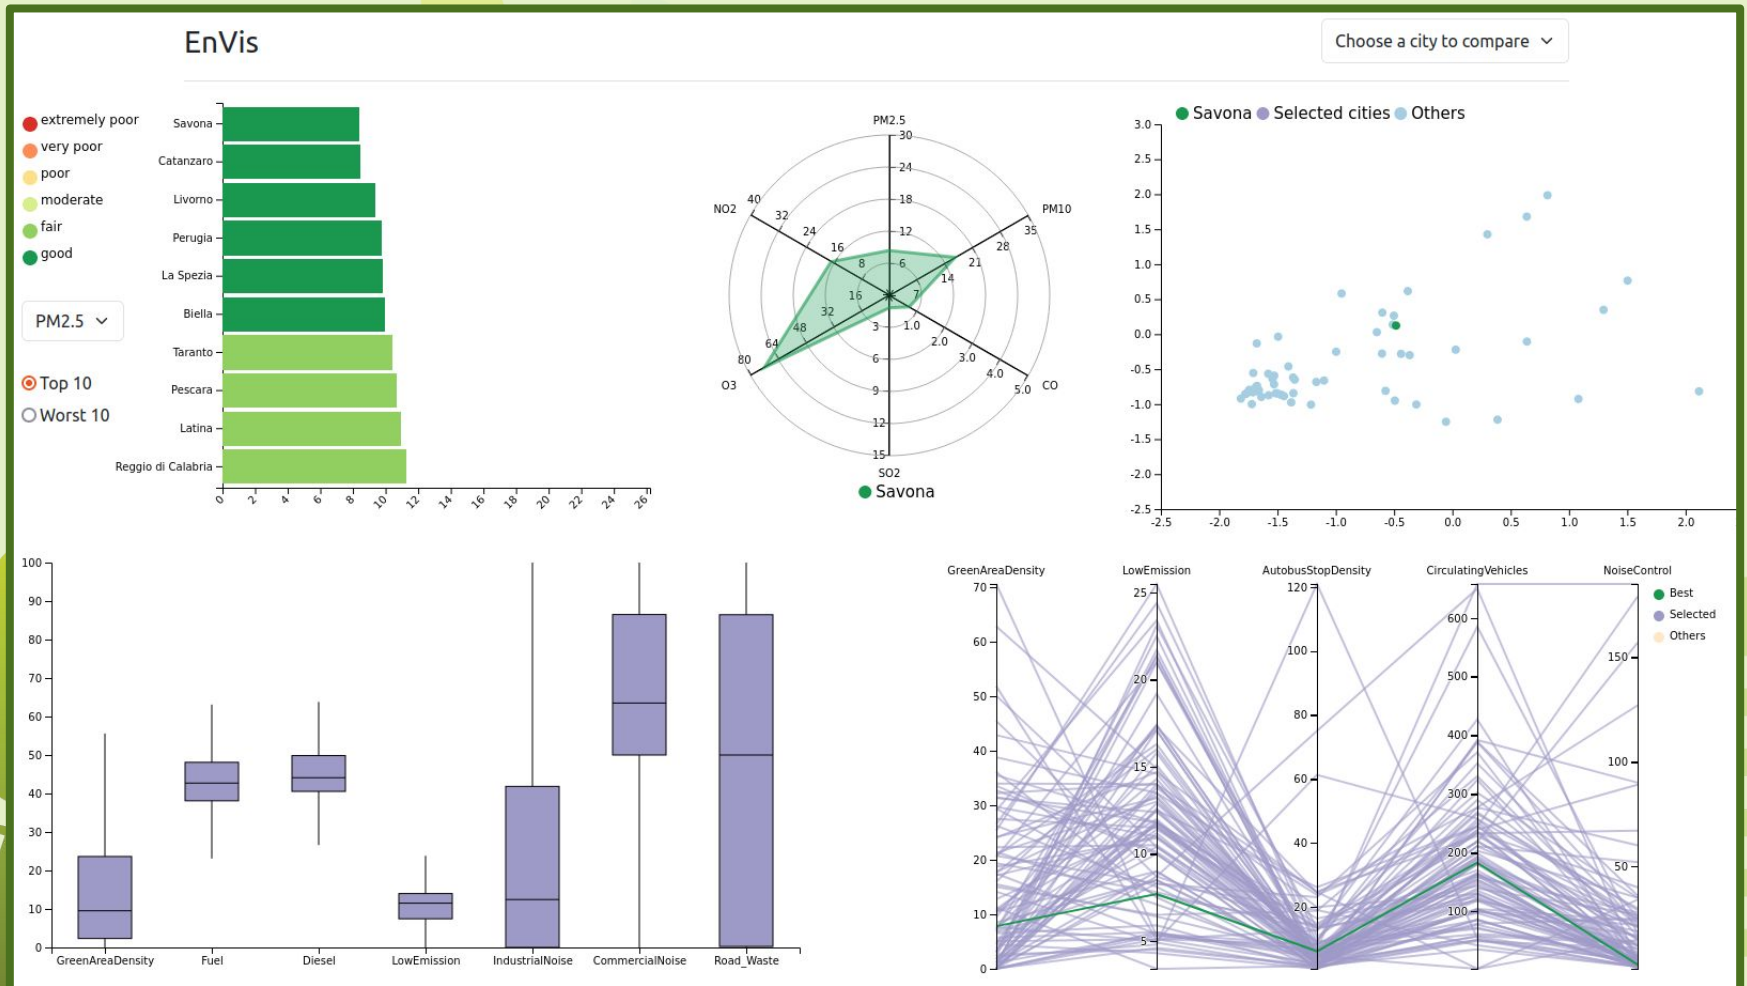 EnVis
Choose a city to compare
extremely poor
very poor
poor
moderate
fair
good
PM2.5
Top 10
Worst 10
Savona
Catanzaro
Livorno
Perugia
La Spezia
Biella
Taranto
Pescara
Latina
Reggio di Calabria
0 2 4 6 8 10 12 14 16 18 20 22 24 26
PM2.5
30
24
18
12
6
PM10
35
28
21
14
7
CO
5.0
4.0
3.0
2.0
1.0
SO2
15
12
9
6
3
O3
80
64
48
32
16
NO2
40
32
24
16
8
Savona
Savona Selected cities Others
3.0
2.5
2.0
1.5
1.0
0.5
0.0
-0.5
-1.0
-1.5
-2.0
-2.5
-2.5 -2.0 -1.5 -1.0 -0.5 0.0 0.5 1.0 1.5 2.0
100
90
80
70
60
50
40
30
20
10
0
GreenAreaDensity Fuel Diesel LowEmission IndustrialNoise CommercialNoise Road_Waste
GreenAreaDensity LowEmission AutobusStopDensity CirculatingVehicles NoiseControl
70
60
50
40
30
20
10
0
25
20
15
10
5
120
100
80
60
40
20
600
500
400
300
200
100
150
100
50
Best
Selected
Others